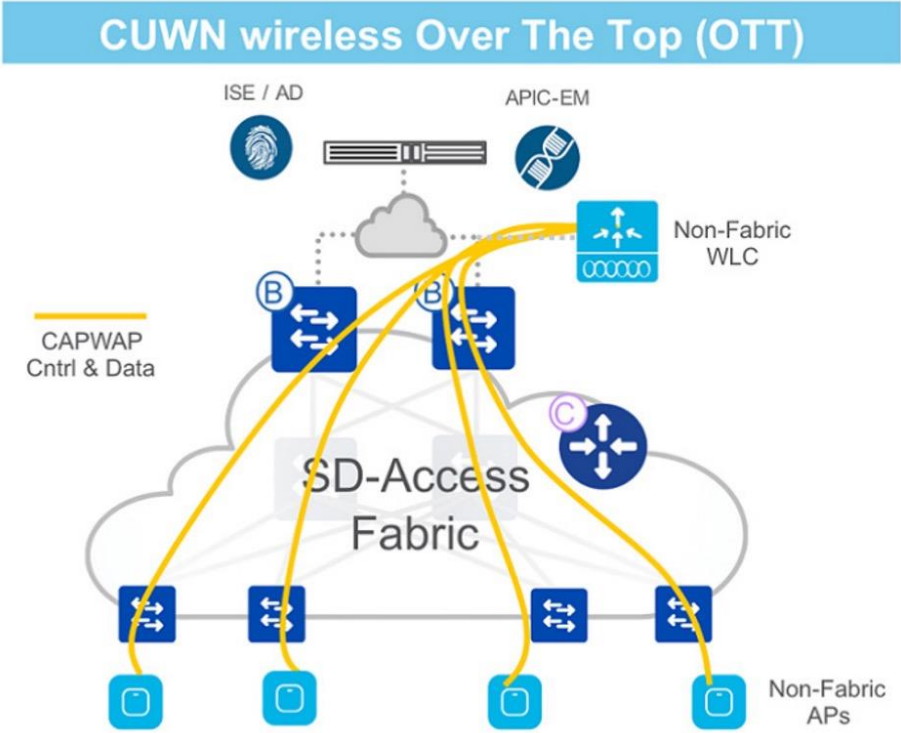 CUWN wireless Over The Top (OTT)
ISE / AD
APIC-EM
Non-Fabric
WLC
B
B
CAPWAP
Cntrl & Data
C
SD-Access
Fabric
Non-Fabric
APs